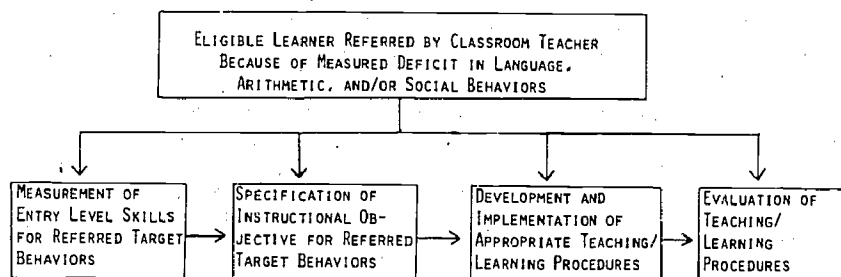 ELIGIBLE LEARNER REFERRED BY CLASSROOM TEACHER
BECAUSE OF MEASURED DEFICIT IN LANGUAGE,
ARITHMETIC, AND/OR SOCIAL BEHAVIORS
MEASUREMENT OF
ENTRY LEVEL SKILLS
FOR REFERRED TARGET
BEHAVIORS
SPECIFICATION OF
INSTRUCTIONAL OB-
JECTIVE FOR REFERRED
TARGET BEHAVIORS
DEVELOPMENT AND
IMPLEMENTATION OF
APPROPRIATE TEACHING/
LEARNING PROCEDURES
EVALUATION OF
TEACHING/
LEARNING
PROCEDURES